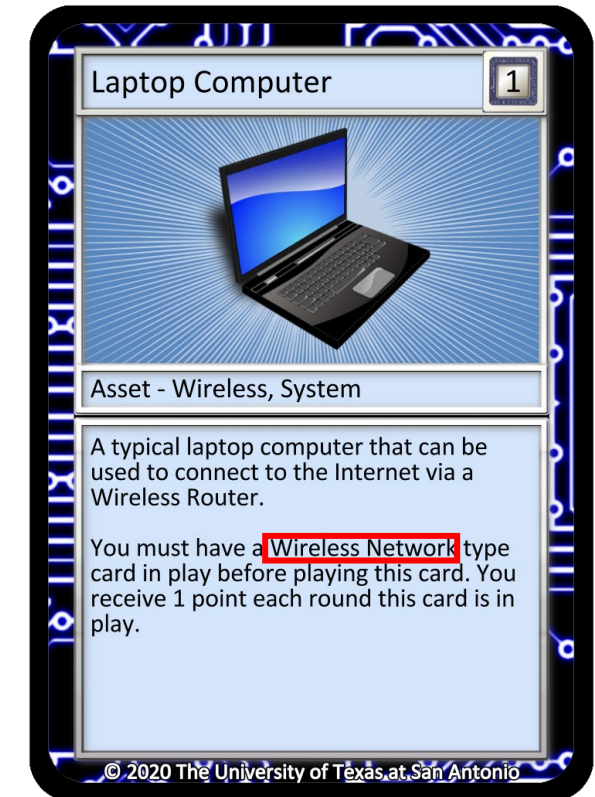 Laptop Computer
1
Asset - Wireless, System
A typical laptop computer that can be
used to connect to the Internet via a
Wireless Router.
You must have a Wireless Network type
card in play before playing this card. You
receive 1 point each round this card is in
play.
© 2020 The University of Texas at San Antonio